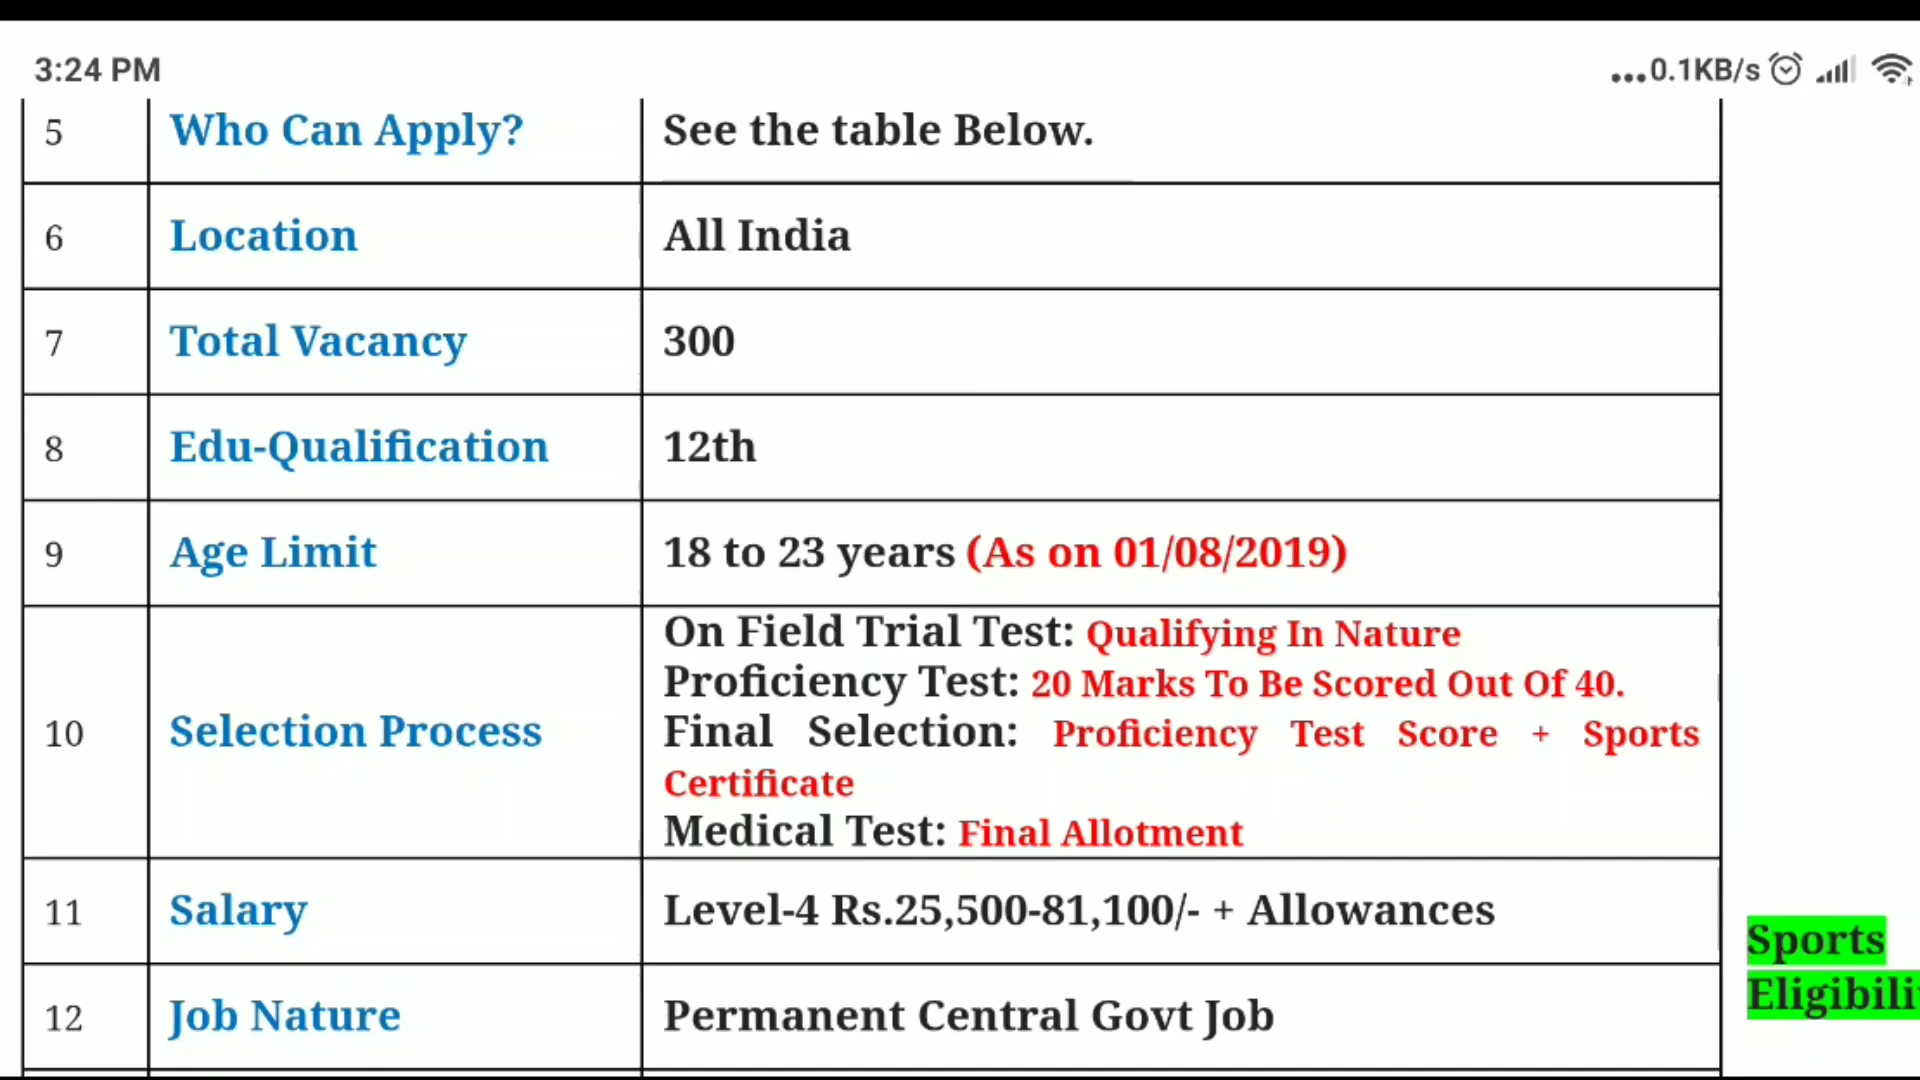 3:24 PM
...0.1KB/s
5 Who Can Apply? See the table Below.
6 Location All India
7 Total Vacancy 300
8 Edu-Qualification 12th
9 Age Limit 18 to 23 years (As on 01/08/2019)
10 Selection Process
On Field Trial Test: Qualifying In Nature
Proficiency Test: 20 Marks To Be Scored Out Of 40.
Final Selection: Proficiency Test Score + Sports
Certificate
Medical Test: Final Allotment
11 Salary Level-4 Rs.25,500-81,100/- + Allowances
12 Job Nature Permanent Central Govt Job
Sports